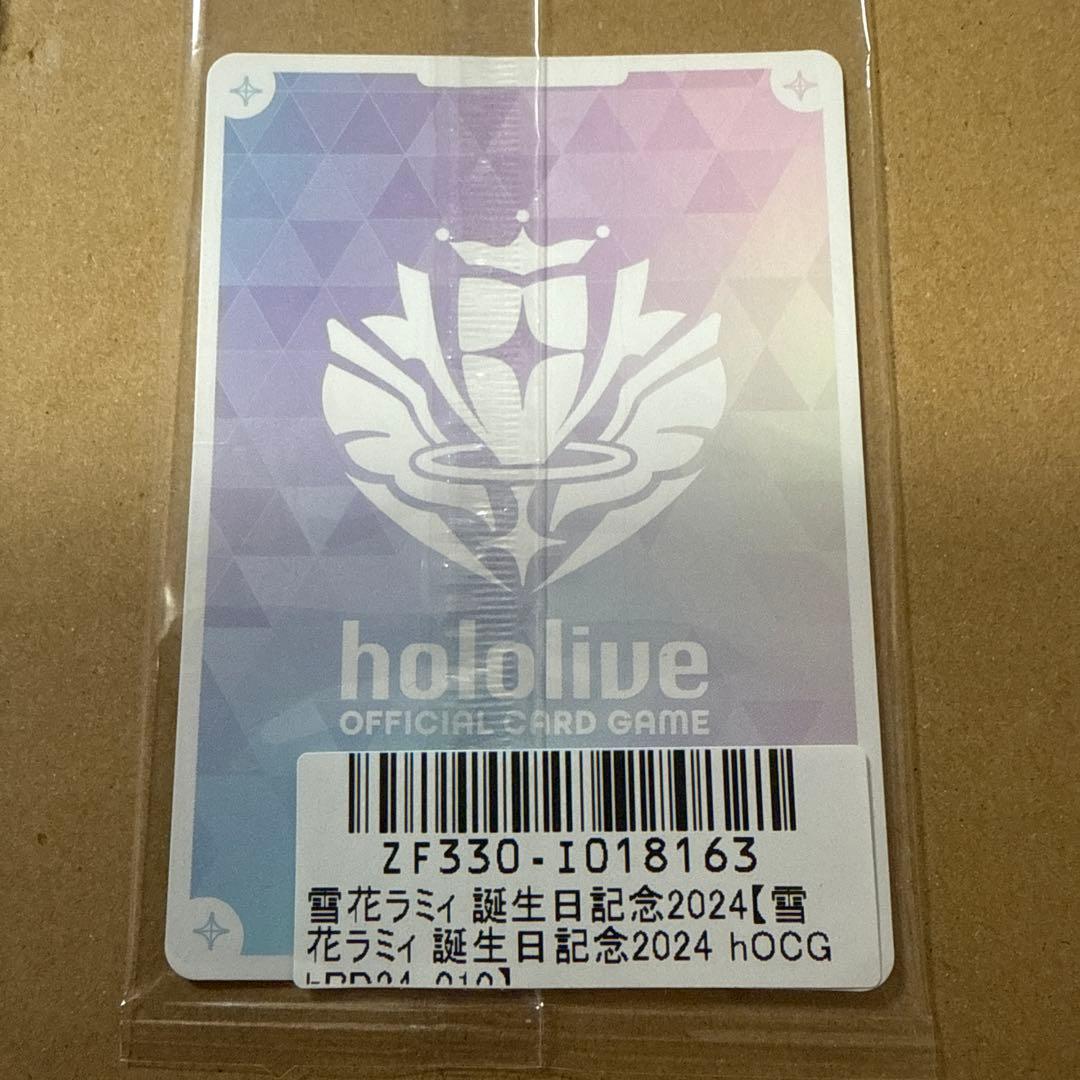 hololive
OFFICIAL CARD GAME
ZF330-I018163
雪花ラミィ 誕生日記念2024【雪
花ラミィ 誕生日記念2024 hOCG